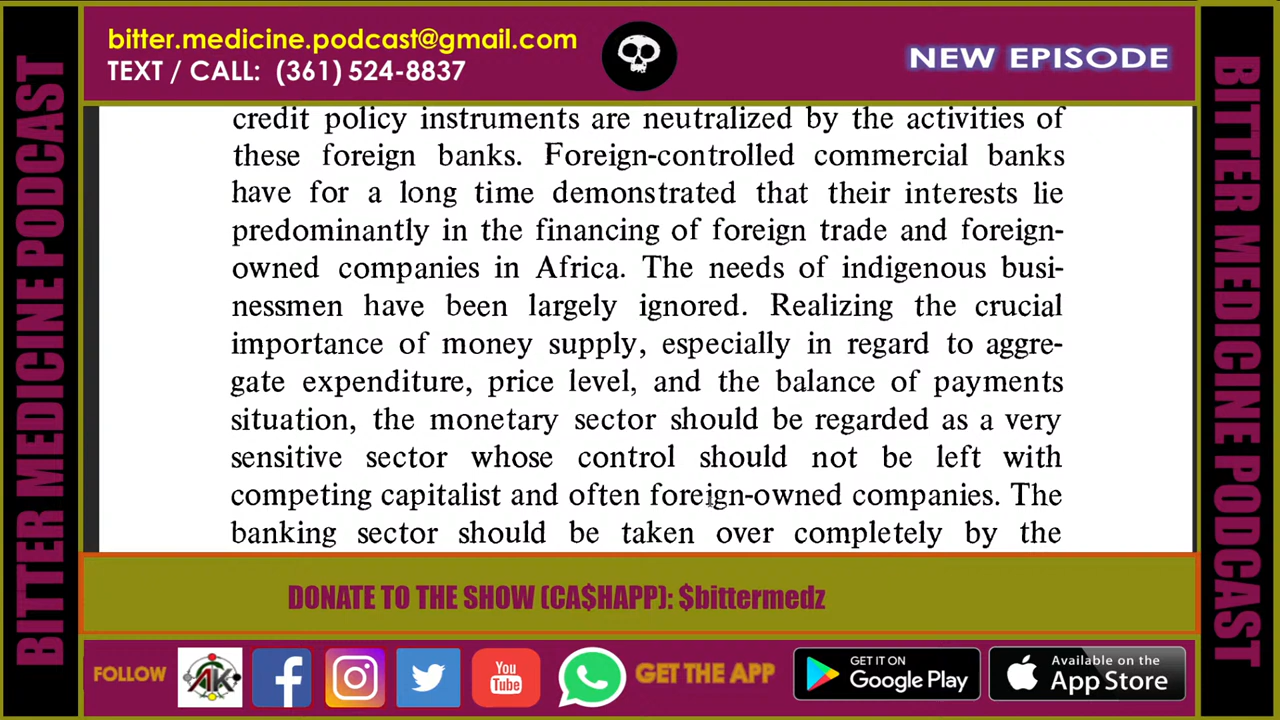 bitter.medicine.podcast@gmail.com
TEXT / CALL: (361) 524-8837
NEW EPISODE
BITTER MEDICINE PODCAST
credit policy instruments are neutralized by the activities of
these foreign banks. Foreign-controlled commercial banks
have for a long time demonstrated that their interests lie
predominantly in the financing of foreign trade and foreign-
owned companies in Africa. The needs of indigenous busi-
nessmen have been largely ignored. Realizing the crucial
importance of money supply, especially in regard to aggre-
gate expenditure, price level, and the balance of payments
situation, the monetary sector should be regarded as a very
sensitive sector whose control should not be left with
competing capitalist and often foreign-owned companies. The
banking sector should be taken over completely by the
BITTER MEDICINE PODCAST
DONATE TO THE SHOW (CA$HAPP): $bittermedz
FOLLOW
ATK
f
You
Tube
GET THE APP
GET IT ON
Google Play
Available on the
App Store